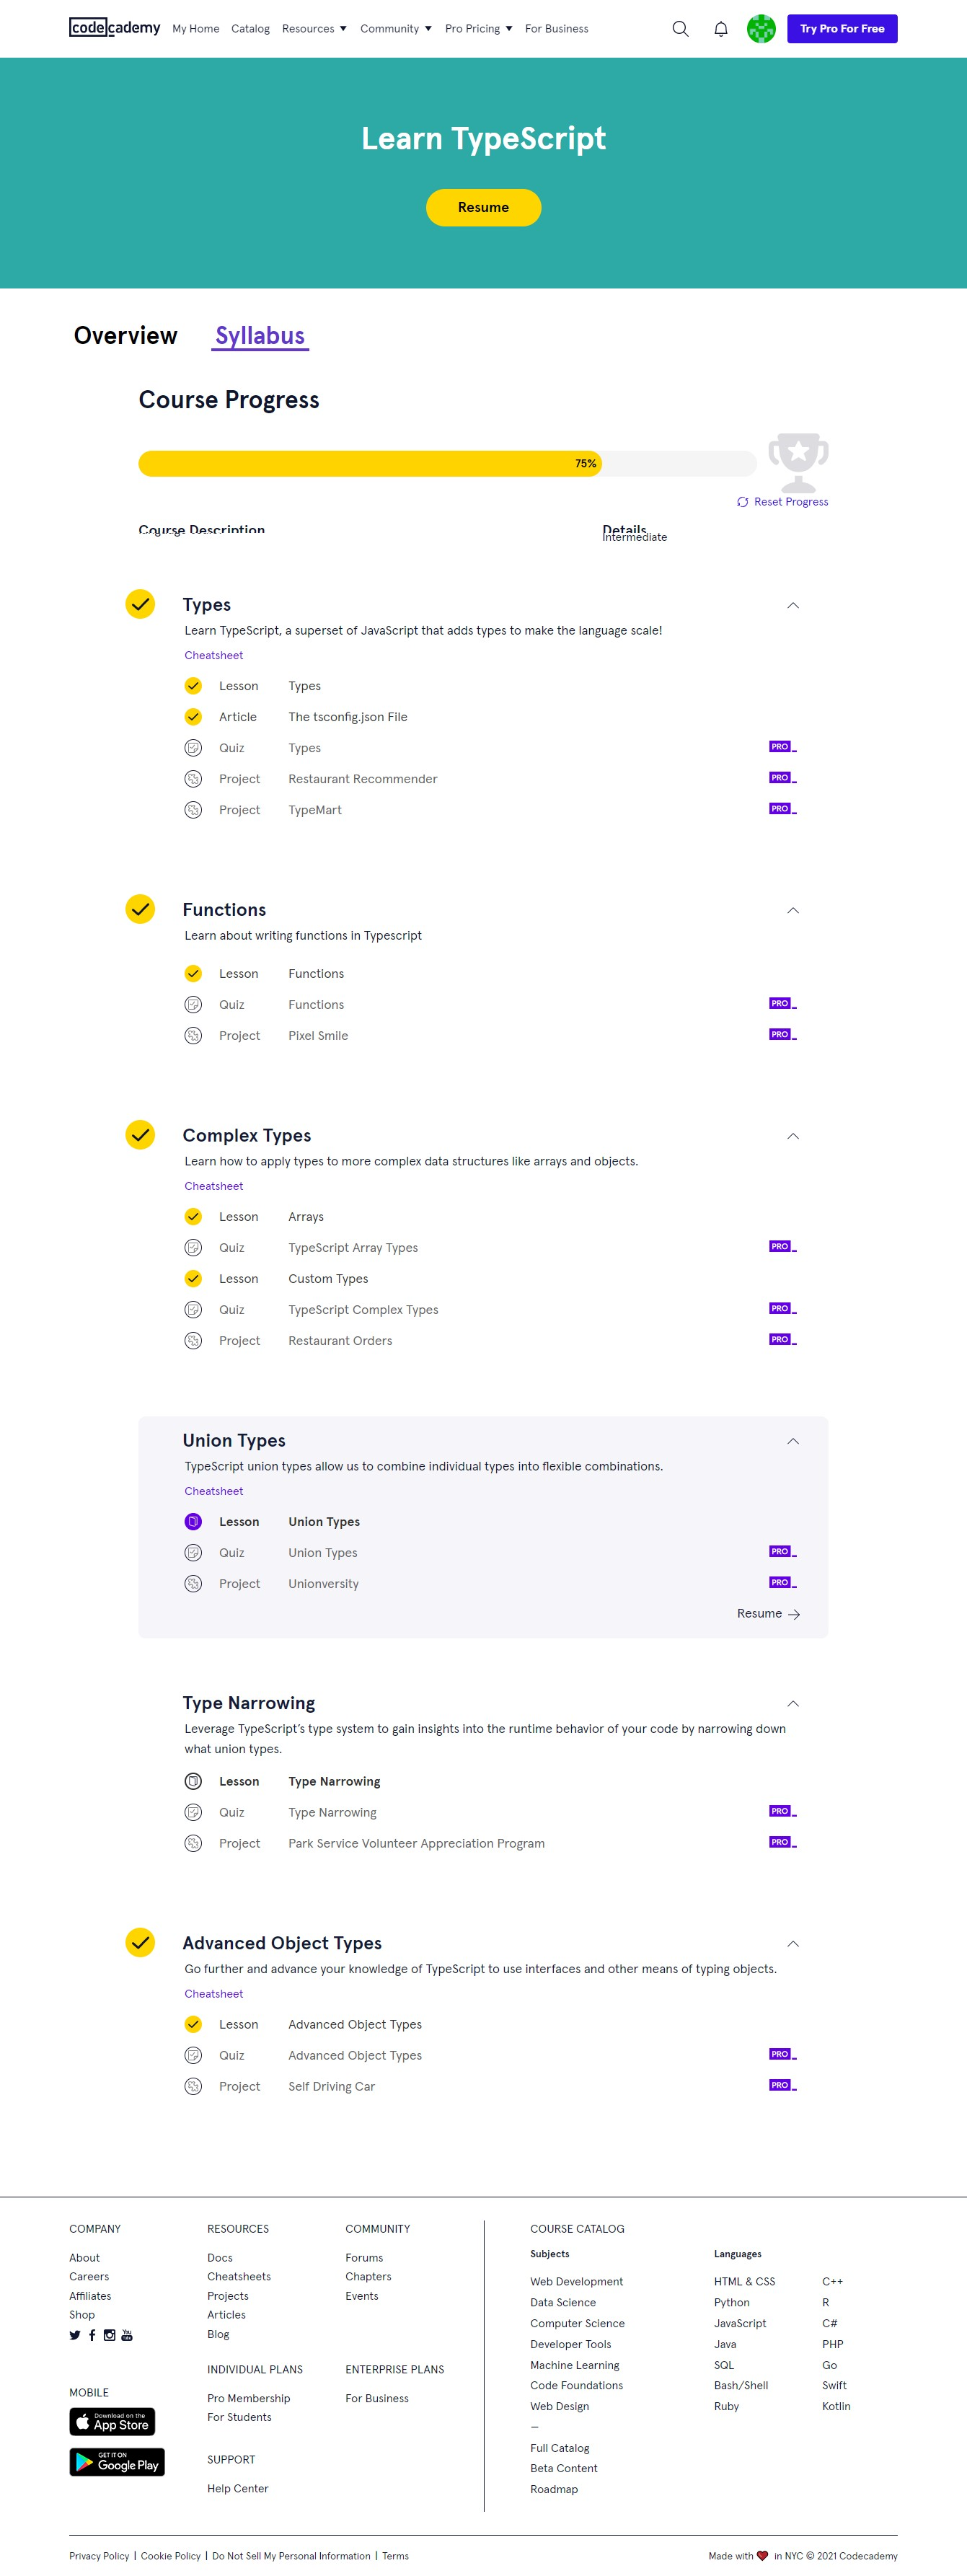 codecademy My Home Catalog Resources Community Pro Pricing For Business Try Pro For Free
Learn TypeScript
Resume
Overview Syllabus
Course Progress
75%
Reset Progress
Course Description Details
Intermediate
Types
Learn TypeScript, a superset of JavaScript that adds types to make the language scale!
Cheatsheet
Lesson Types
Article The tsconfig.json File
Quiz Types PRO
Project Restaurant Recommender PRO
Project TypeMart PRO
Functions
Learn about writing functions in Typescript
Lesson Functions
Quiz Functions PRO
Project Pixel Smile PRO
Complex Types
Learn how to apply types to more complex data structures like arrays and objects.
Cheatsheet
Lesson Arrays
Quiz TypeScript Array Types PRO
Lesson Custom Types
Quiz TypeScript Complex Types PRO
Project Restaurant Orders PRO
Union Types
TypeScript union types allow us to combine individual types into flexible combinations.
Cheatsheet
Lesson Union Types
Quiz Union Types PRO
Project Unionversity PRO
Resume
Type Narrowing
Leverage TypeScript’s type system to gain insights into the runtime behavior of your code by narrowing down
what union types.
Lesson Type Narrowing
Quiz Type Narrowing PRO
Project Park Service Volunteer Appreciation Program PRO
Advanced Object Types
Go further and advance your knowledge of TypeScript to use interfaces and other means of typing objects.
Cheatsheet
Lesson Advanced Object Types
Quiz Advanced Object Types PRO
Project Self Driving Car PRO
COMPANY
About
Careers
Affiliates
Shop
MOBILE
Download on the
App Store
GET IT ON
Google Play
RESOURCES
Docs
Cheatsheets
Projects
Articles
Blog
COMMUNITY
Forums
Chapters
Events
INDIVIDUAL PLANS
Pro Membership
For Students
ENTERPRISE PLANS
For Business
SUPPORT
Help Center
COURSE CATALOG
Subjects
Web Development
Data Science
Computer Science
Developer Tools
Machine Learning
Code Foundations
Web Design
—
Full Catalog
Beta Content
Roadmap
Languages
HTML & CSS
Python
JavaScript
Java
SQL
Bash/Shell
Ruby
C++
R
C#
PHP
Go
Swift
Kotlin
Privacy Policy | Cookie Policy | Do Not Sell My Personal Information | Terms
Made with ❤ in NYC © 2021 Codecademy